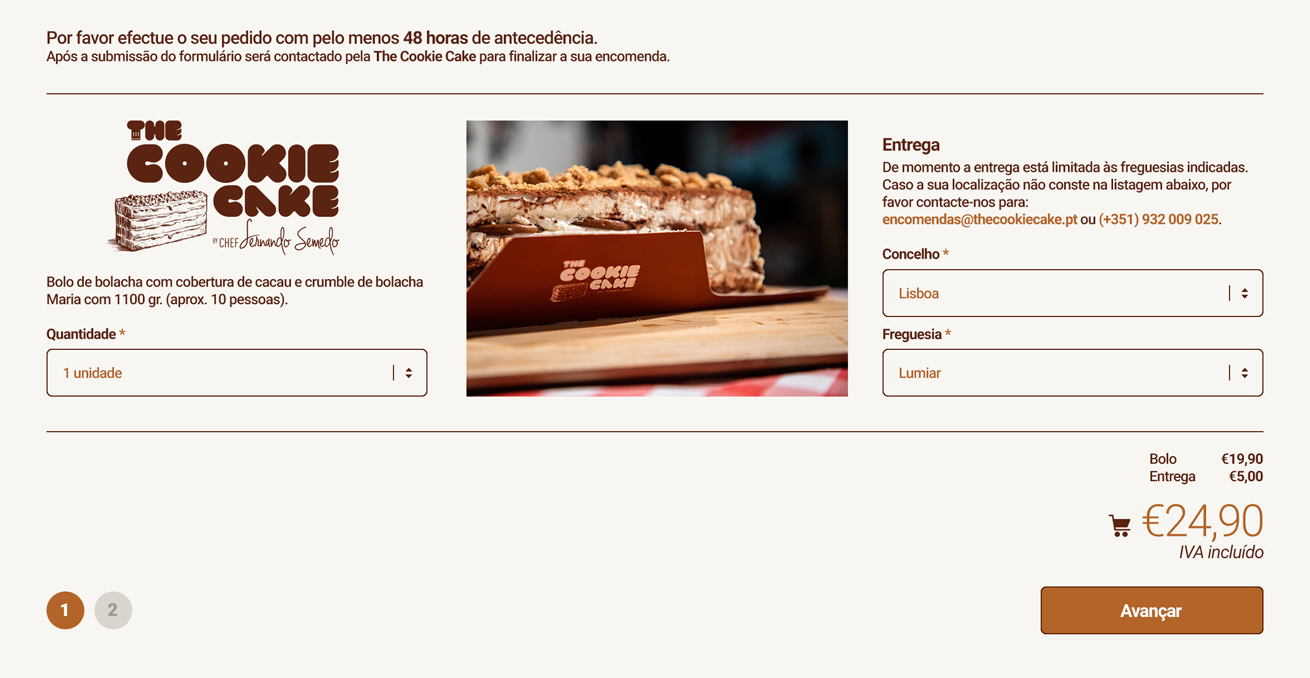 Por favor efectue o seu pedido com pelo menos 48 horas de antecedência.
Após a submissão do formulário será contactado pela The Cookie Cake para finalizar a sua encomenda.
THE
COOKIE
CAKE
BY CHEF Fernando Semedo
Bolo de bolacha com cobertura de cacau e crumble de bolacha
Maria com 1100 gr. (aprox. 10 pessoas).
Quantidade *
1 unidade
THE
COOKIE
CAKE
Entrega
De momento a entrega está limitada às freguesias indicadas.
Caso a sua localização não conste na listagem abaixo, por
favor contacte-nos para:
encomendas@thecookiecake.pt ou (+351) 932 009 025.
Concelho *
Lisboa
Freguesia *
Lumiar
Bolo €19,90
Entrega €5,00
€24,90
IVA incluído
1 2
Avançar